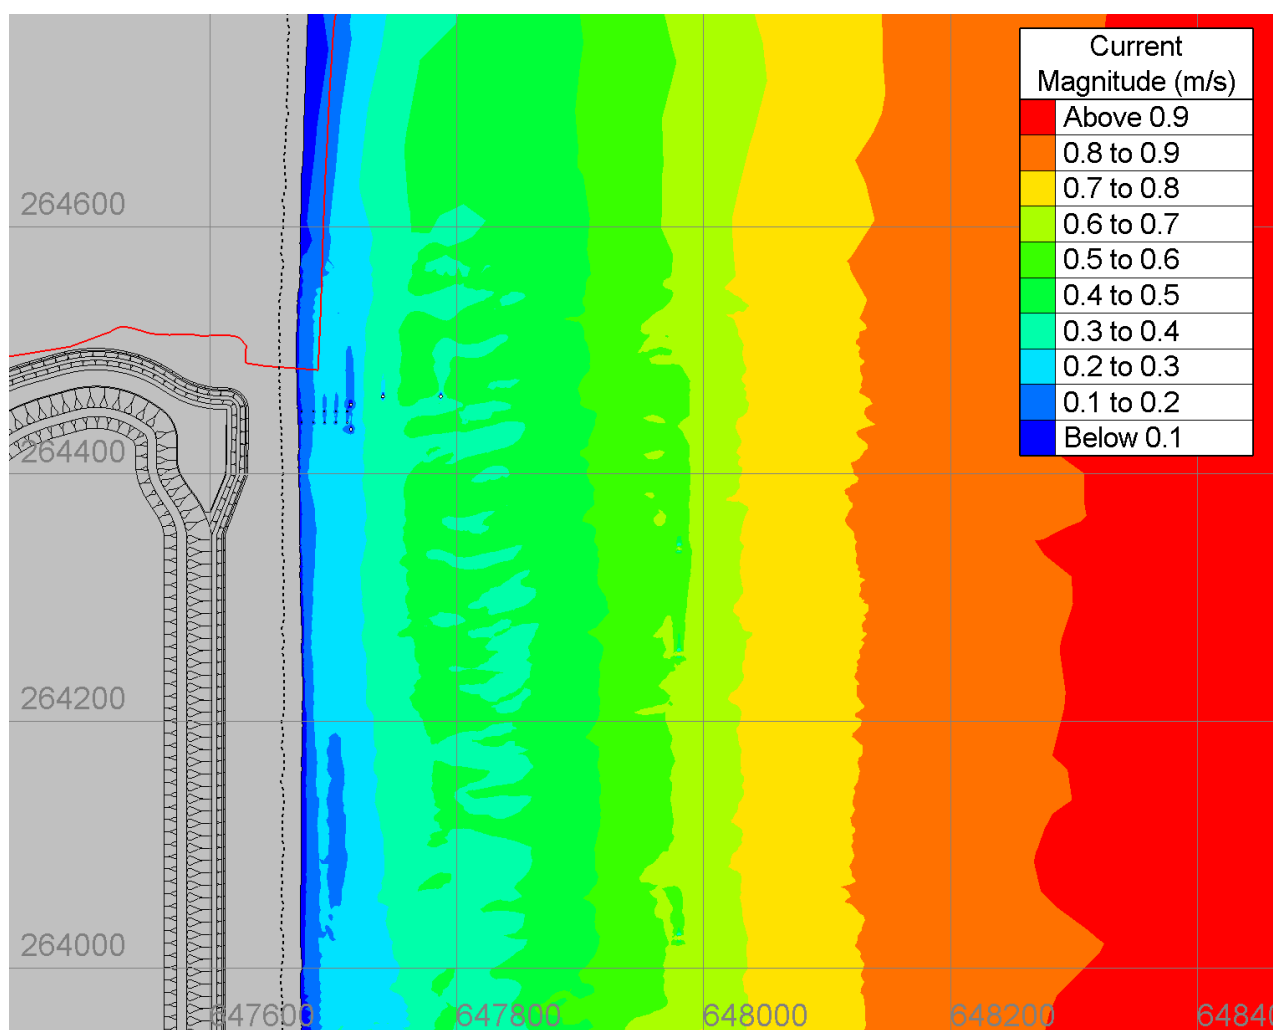 Current
Magnitude (m/s)
Above 0.9
0.8 to 0.9
0.7 to 0.8
0.6 to 0.7
0.5 to 0.6
0.4 to 0.5
0.3 to 0.4
0.2 to 0.3
0.1 to 0.2
Below 0.1
264600
264400
264200
264000
647600
647800
648000
648200
64840